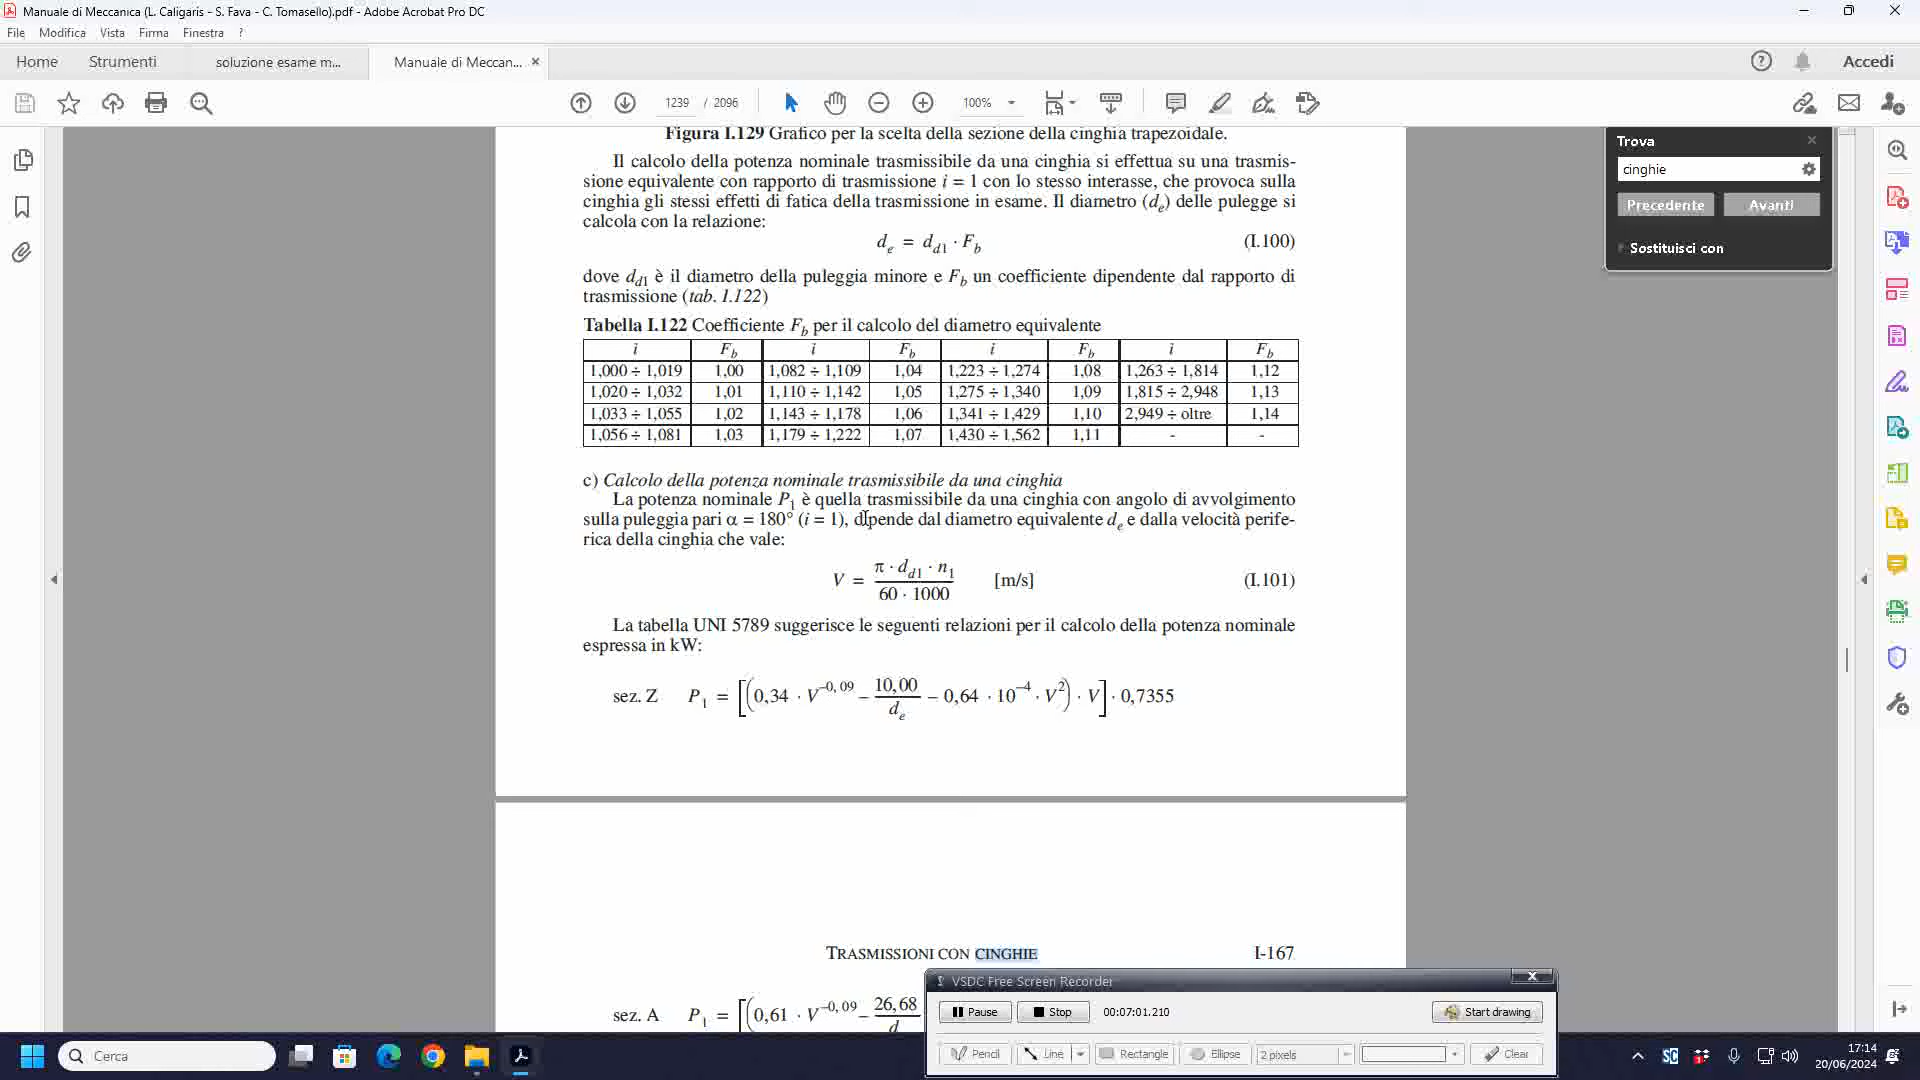 Manuale di Meccanica (L. Caligaris - S. Fava - C. Tomasello).pdf - Adobe Acrobat Pro DC
File Modifica Vista Firma Finestra ?
Home Strumenti soluzione esame m... Manuale di Meccan... × Accedi
1239 / 2096 100%
Figura I.129 Grafico per la scelta della sezione della cinghia trapezoidale.
Il calcolo della potenza nominale trasmissibile da una cinghia si effettua su una trasmis-
sione equivalente con rapporto di trasmissione i = 1 con lo stesso interasse, che provoca sulla
cinghia gli stessi effetti di fatica della trasmissione in esame. Il diametro (de) delle pulegge si
calcola con la relazione:
de = dd1 · Fb (I.100)
dove dd1 è il diametro della puleggia minore e Fb un coefficiente dipendente dal rapporto di
trasmissione (tab. I.122)
Tabella I.122 Coefficiente Fb per il calcolo del diametro equivalente
i Fb i Fb i Fb i Fb
1,000 ÷ 1,019 1,00 1,082 ÷ 1,109 1,04 1,223 ÷ 1,274 1,08 1,263 ÷ 1,814 1,12
1,020 ÷ 1,032 1,01 1,110 ÷ 1,142 1,05 1,275 ÷ 1,340 1,09 1,815 ÷ 2,948 1,13
1,033 ÷ 1,055 1,02 1,143 ÷ 1,178 1,06 1,341 ÷ 1,429 1,10 2,949 ÷ oltre 1,14
1,056 ÷ 1,081 1,03 1,179 ÷ 1,222 1,07 1,430 ÷ 1,562 1,11 - -
c) Calcolo della potenza nominale trasmissibile da una cinghia
La potenza nominale P1 è quella trasmissibile da una cinghia con angolo di avvolgimento
sulla puleggia pari α = 180° (i = 1), dipende dal diametro equivalente de e dalla velocità perife-
rica della cinghia che vale:
V = π · dd1 · n1 / 60 · 1000 [m/s] (I.101)
La tabella UNI 5789 suggerisce le seguenti relazioni per il calcolo della potenza nominale
espressa in kW:
sez. Z P1 = [(0,34 · V^–0,09 – 10,00/de – 0,64 · 10^–4 · V^2) · V] · 0,7355
TRASMISSIONI CON CINGHIE I-167
sez. A P1 = [(0,61 · V^–0,09 – 26,68/d
Trova ×
cinghie
Precedente Avanti
Sostituisci con
VSDC Free Screen Recorder
Pause Stop 00:07:01.210 Start drawing
Pencil Line Rectangle Ellipse 2 pixels Clear
Cerca
17:14
20/06/2024